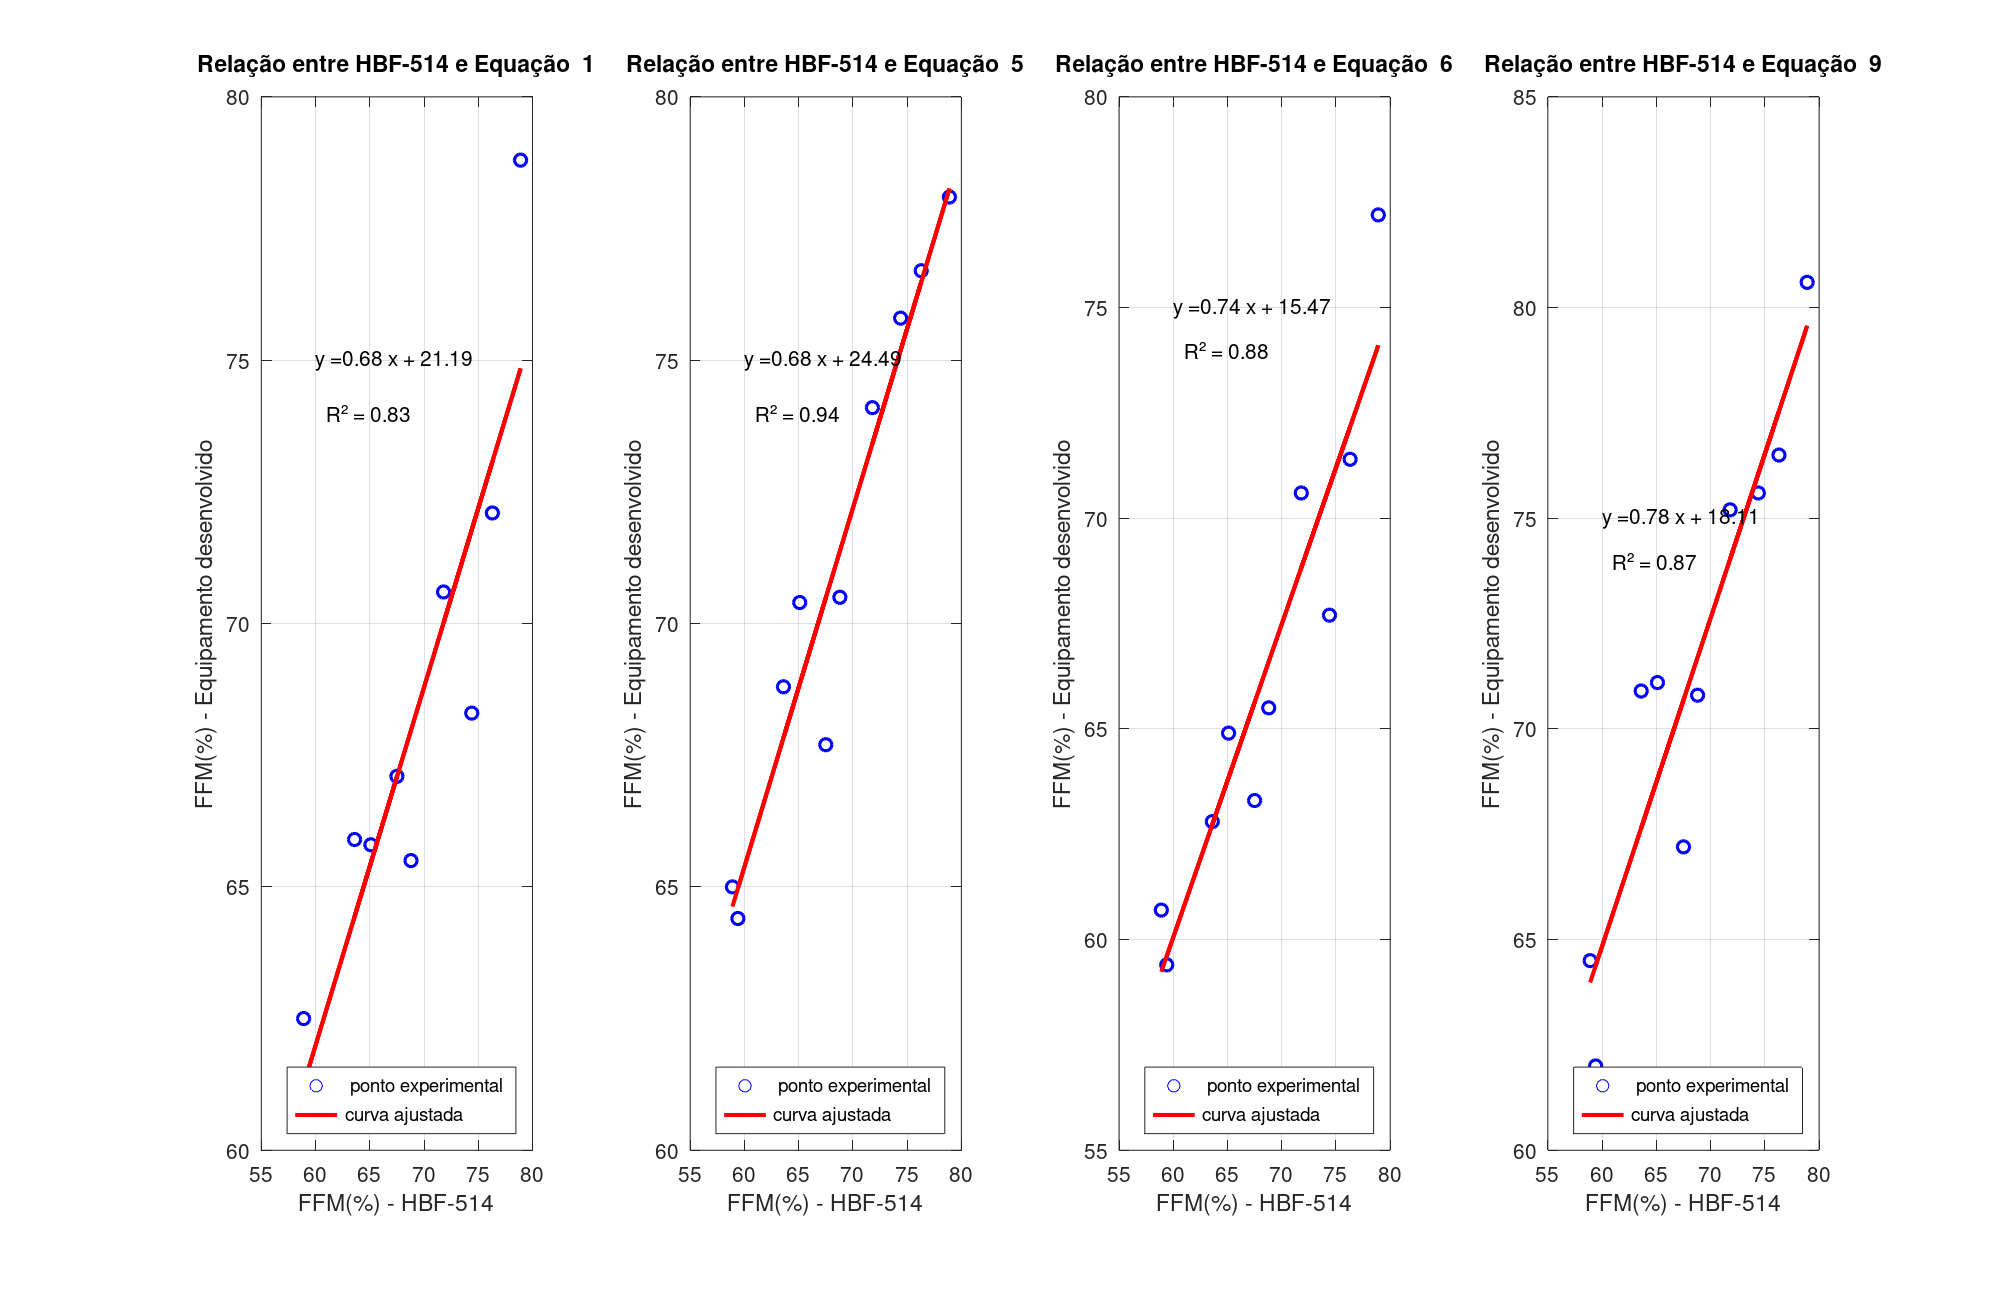 Relação entre HBF-514 e Equação  1
80
75
70
65
60
55
60
65
70
75
80
y =0.68 x + 21.19
R² = 0.83
FFM(%) - Equipamento desenvolvido
FFM(%) - HBF-514
ponto experimental
curva ajustada
Relação entre HBF-514 e Equação  5
80
75
70
65
60
55
60
65
70
75
80
y =0.68 x + 24.49
R² = 0.94
FFM(%) - Equipamento desenvolvido
FFM(%) - HBF-514
ponto experimental
curva ajustada
Relação entre HBF-514 e Equação  6
80
75
70
65
60
55
55
60
65
70
75
80
y =0.74 x + 15.47
R² = 0.88
FFM(%) - Equipamento desenvolvido
FFM(%) - HBF-514
ponto experimental
curva ajustada
Relação entre HBF-514 e Equação  9
85
80
75
70
65
60
55
60
65
70
75
80
y =0.78 x + 18.11
R² = 0.87
FFM(%) - Equipamento desenvolvido
FFM(%) - HBF-514
ponto experimental
curva ajustada